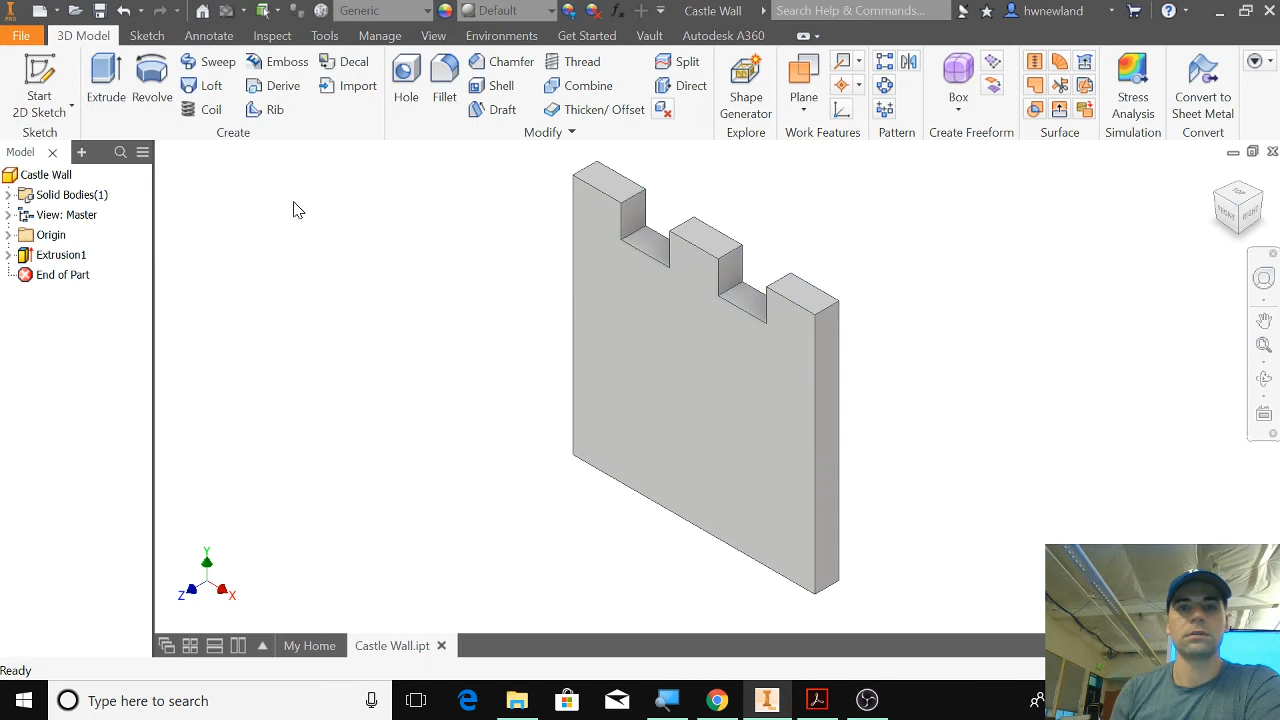 PRO
Generic
Default
Castle Wall
Search Help & Commands...
hwnewland
File
3D Model
Sketch
Annotate
Inspect
Tools
Manage
View
Environments
Get Started
Vault
Autodesk A360
Start
2D Sketch
Sketch
Extrude
Revolve
Sweep
Loft
Coil
Emboss
Derive
Rib
Decal
Import
Create
Hole
Fillet
Chamfer
Shell
Draft
Thread
Combine
Thicken/ Offset
Split
Direct
Modify
Shape
Generator
Explore
Plane
Work Features
Pattern
Box
Create Freeform
Surface
Stress
Analysis
Simulation
Convert to
Sheet Metal
Convert
Model
Castle Wall
Solid Bodies(1)
View: Master
Origin
Extrusion1
End of Part
TOP
FRONT
RIGHT
Y
Z
X
My Home
Castle Wall.ipt
Ready
Type here to search